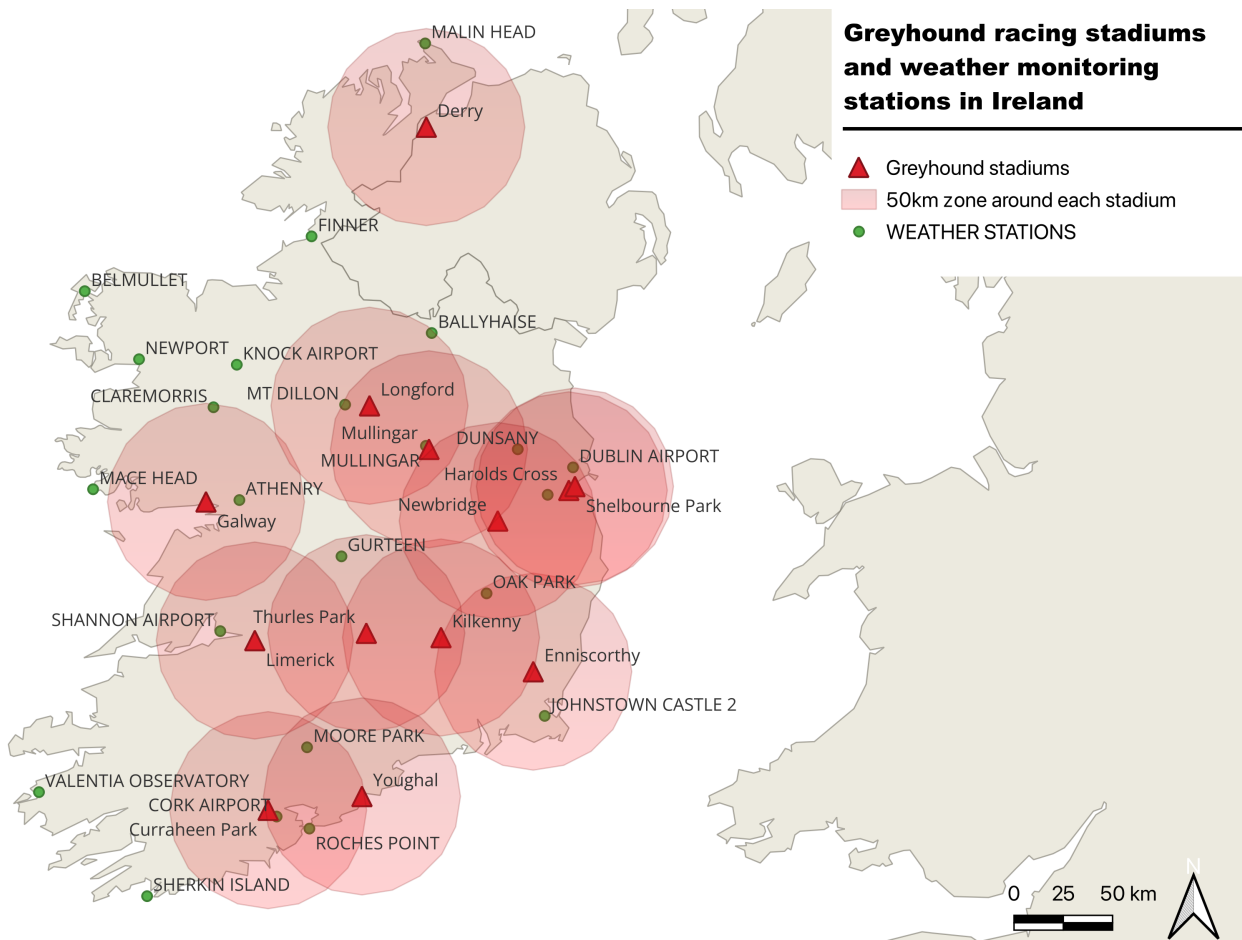 Greyhound racing stadiums
and weather monitoring
stations in Ireland
Greyhound stadiums
50km zone around each stadium
WEATHER STATIONS
MALIN HEAD
Derry
FINNER
BELMULLET
BALLYHAISE
NEWPORT
KNOCK AIRPORT
CLAREMORRIS
MT DILLON
Longford
Mullingar
MULLINGAR
DUNSANY
DUBLIN AIRPORT
Harolds Cross
MACE HEAD
ATHENRY
Galway
Newbridge
Shelbourne Park
GURTEEN
OAK PARK
SHANNON AIRPORT
Thurles Park
Kilkenny
Limerick
Enniscorthy
JOHNSTOWN CASTLE 2
MOORE PARK
VALENTIA OBSERVATORY
Youghal
CORK AIRPORT
Curraheen Park
ROCHES POINT
SHERKIN ISLAND
N
0 25 50 km